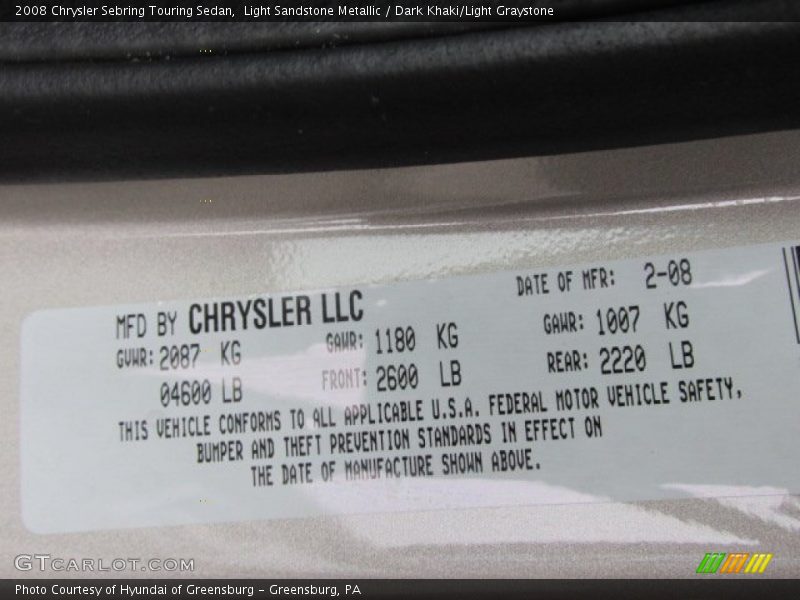 2008 Chrysler Sebring Touring Sedan,  Light Sandstone Metallic / Dark Khaki/Light Graystone
MFD BY CHRYSLER LLC DATE OF MFR: 2-08
GVWR: 2087 KG GAWR: 1180 KG GAWR: 1007 KG
04600 LB FRONT: 2600 LB REAR: 2220 LB
THIS VEHICLE CONFORMS TO ALL APPLICABLE U.S.A. FEDERAL MOTOR VEHICLE SAFETY,
BUMPER AND THEFT PREVENTION STANDARDS IN EFFECT ON
THE DATE OF MANUFACTURE SHOWN ABOVE.
GTCARLOT.COM
Photo Courtesy of Hyundai of Greensburg – Greensburg, PA